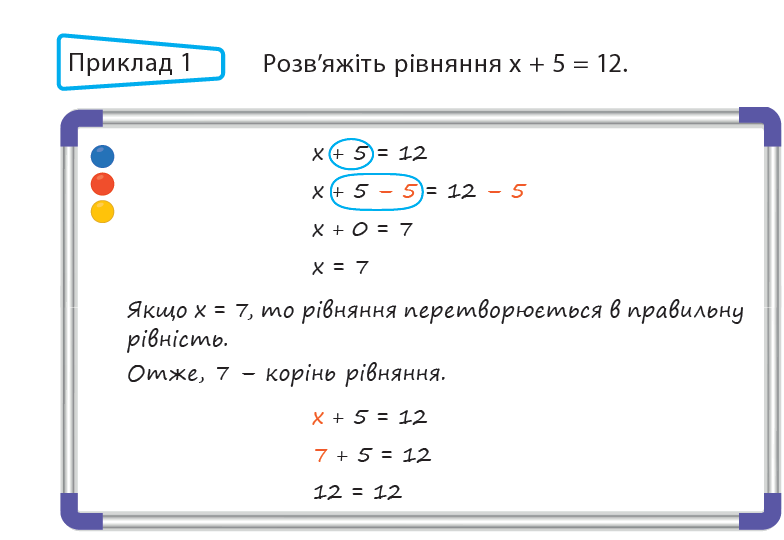 Приклад 1 Розв’яжіть рівняння x + 5 = 12.
x + 5 = 12
x + 5 – 5 = 12 – 5
x + 0 = 7
x = 7
Якщо x = 7, то рівняння перетворюється в правильну
рівність.
Отже, 7 – корінь рівняння.
x + 5 = 12
7 + 5 = 12
12 = 12